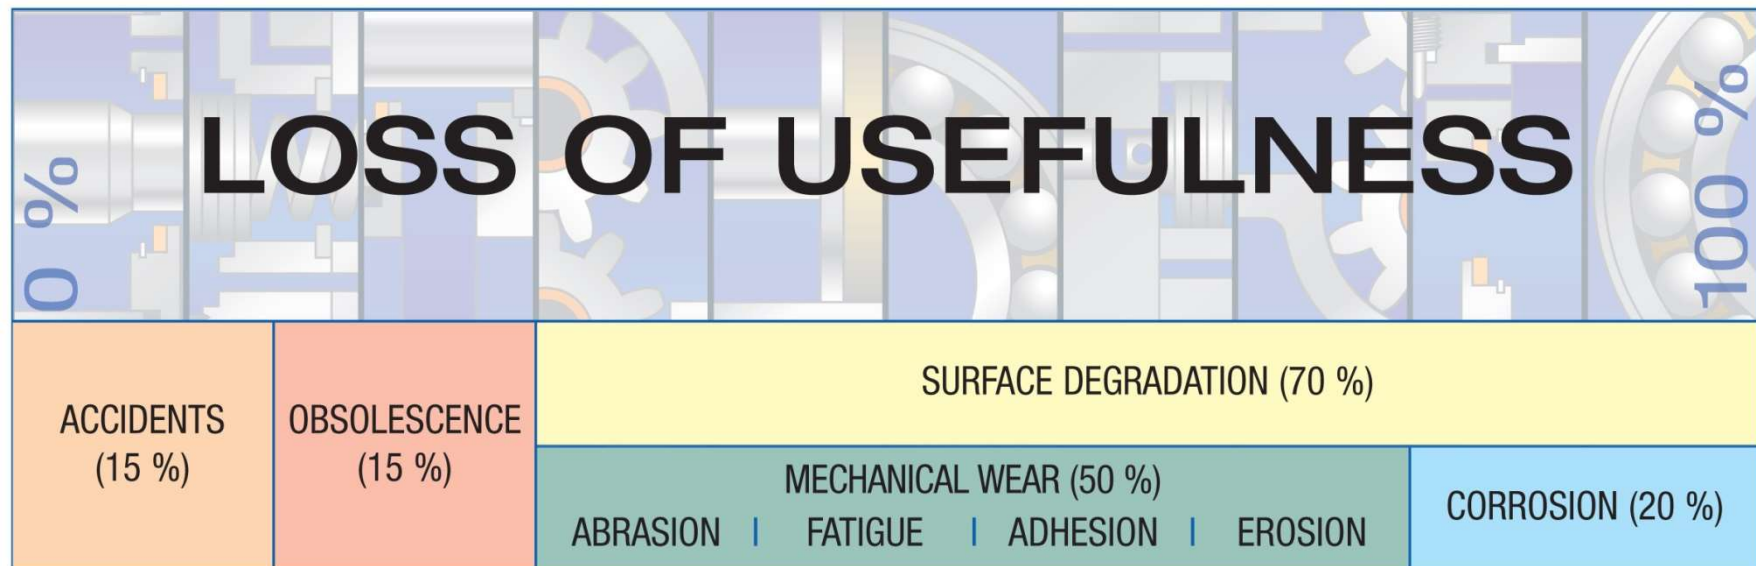 0 %
LOSS OF USEFULNESS
100 %
ACCIDENTS
(15 %)
OBSOLESCENCE
(15 %)
SURFACE DEGRADATION (70 %)
MECHANICAL WEAR (50 %)
ABRASION | FATIGUE | ADHESION | EROSION
CORROSION (20 %)